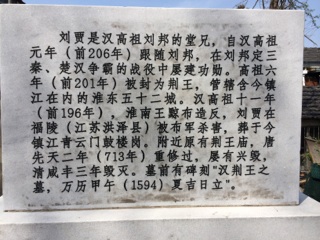 刘贾是汉高祖刘邦的堂兄，自汉高祖
元年（前206年）跟随刘邦，在刘邦定三
秦、楚汉争霸的战役中屡建功勋。高祖六
年（前201年）被封为荆王，管辖含今镇
江在内的淮东五十二城。汉高祖十一年
（前196年），淮南王黥布造反，刘贾在
福陵（江苏洪泽县）被布军杀害，葬于今
镇江青云门鼓楼岗。附近原有荆王庙，唐
先天二年（713年）重修过，屡有兴毁，
清咸丰三年毁灭。墓前有碑刻“汉荆王之
墓，万历甲午（1594）夏吉日立”。